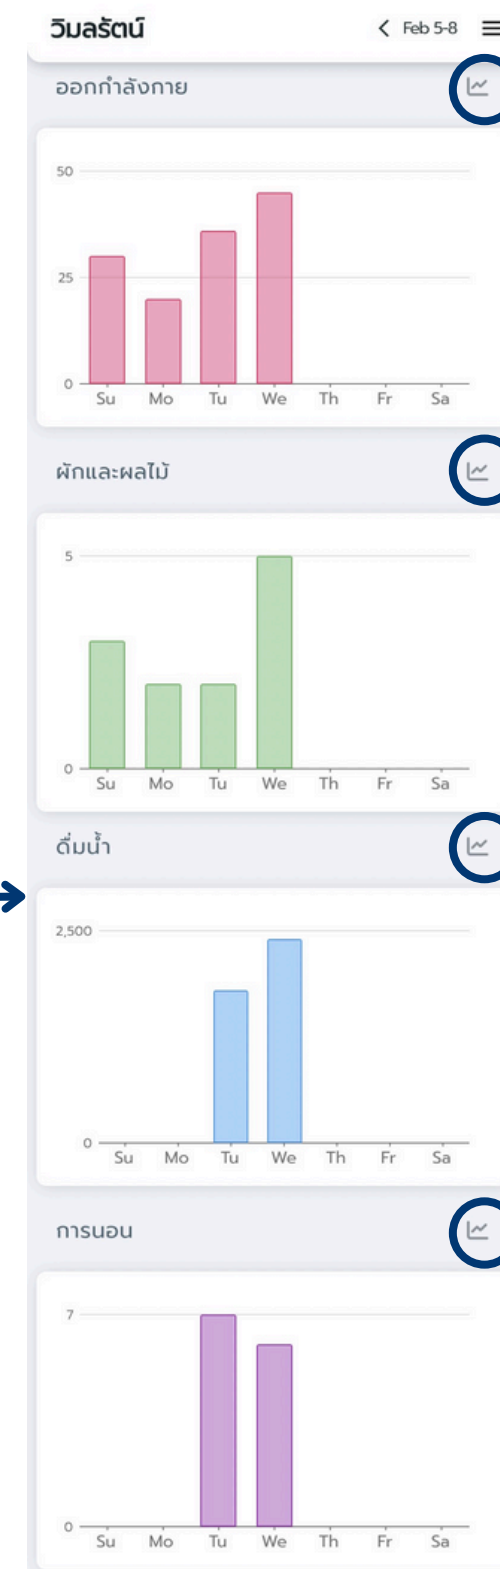 วิมลรัตน์ Feb 5-8
ออกกำลังกาย
50
25
0
Su Mo Tu We Th Fr Sa
ผักและผลไม้
5
0
Su Mo Tu We Th Fr Sa
ดื่มน้ำ
2,500
0
Su Mo Tu We Th Fr Sa
การนอน
7
0
Su Mo Tu We Th Fr Sa